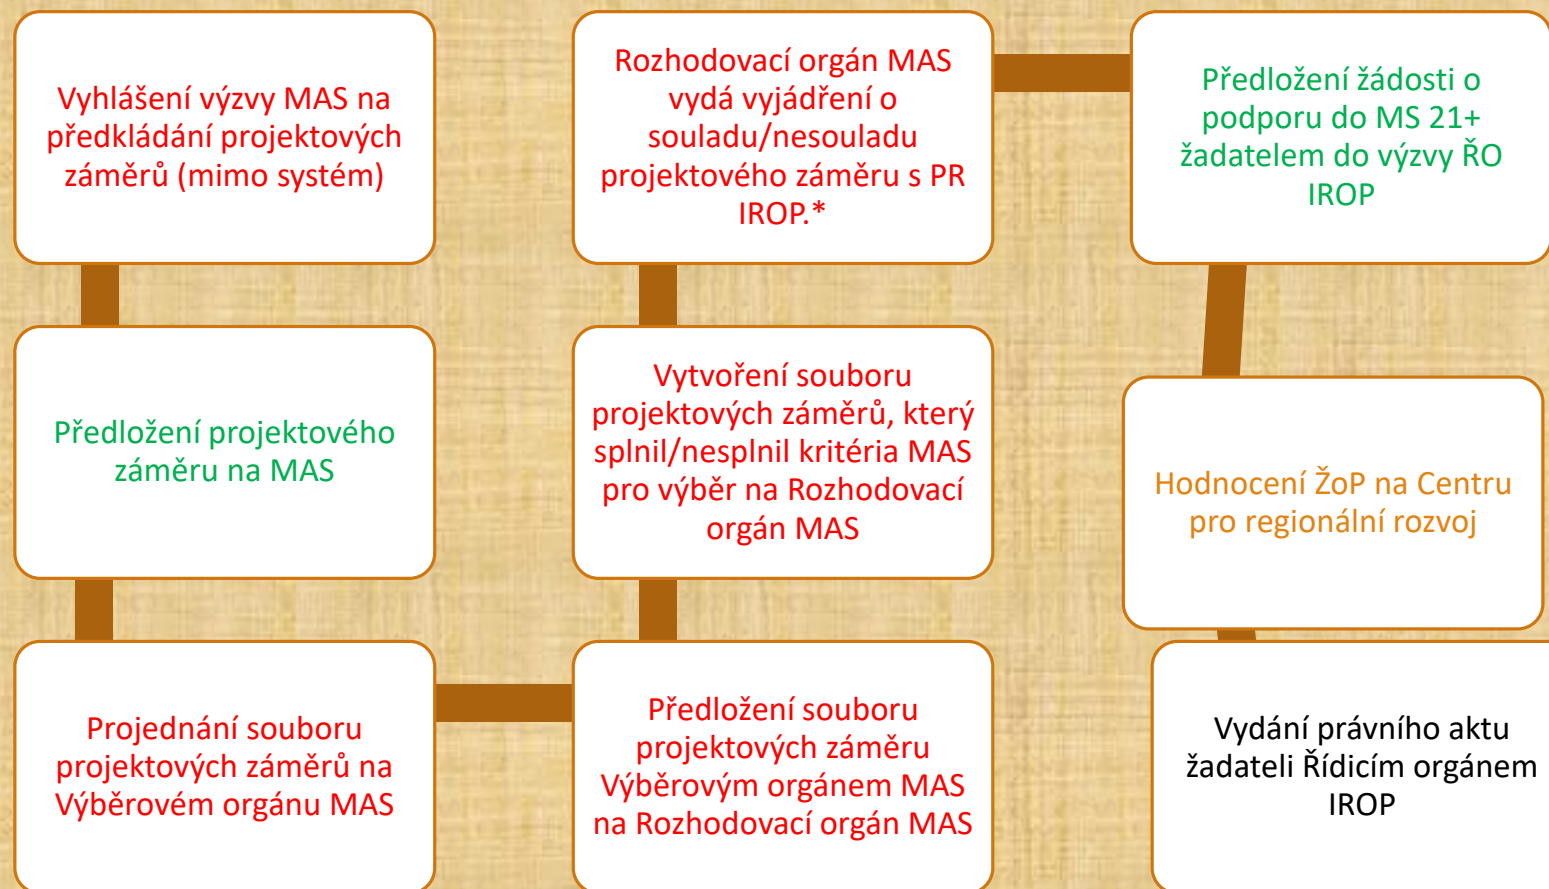 Vyhlášení výzvy MAS na
předkládání projektových
záměrů (mimo systém)
Předložení projektového
záměru na MAS
Projednání souboru
projektových záměrů na
Výběrovém orgánu MAS
Předložení souboru
projektových záměru
Výběrovým orgánem MAS
na Rozhodovací orgán MAS
Vytvoření souboru
projektových záměrů, který
splnil/nesplnil kritéria MAS
pro výběr na Rozhodovací
orgán MAS
Rozhodovací orgán MAS
vydá vyjádření o
souladu/nesouladu
projektového záměru s PR
IROP.*
Předložení žádosti o
podporu do MS 21+
žadatelem do výzvy ŘO
IROP
Hodnocení ŽoP na Centru
pro regionální rozvoj
Vydání právního aktu
žadateli Řídicím orgánem
IROP